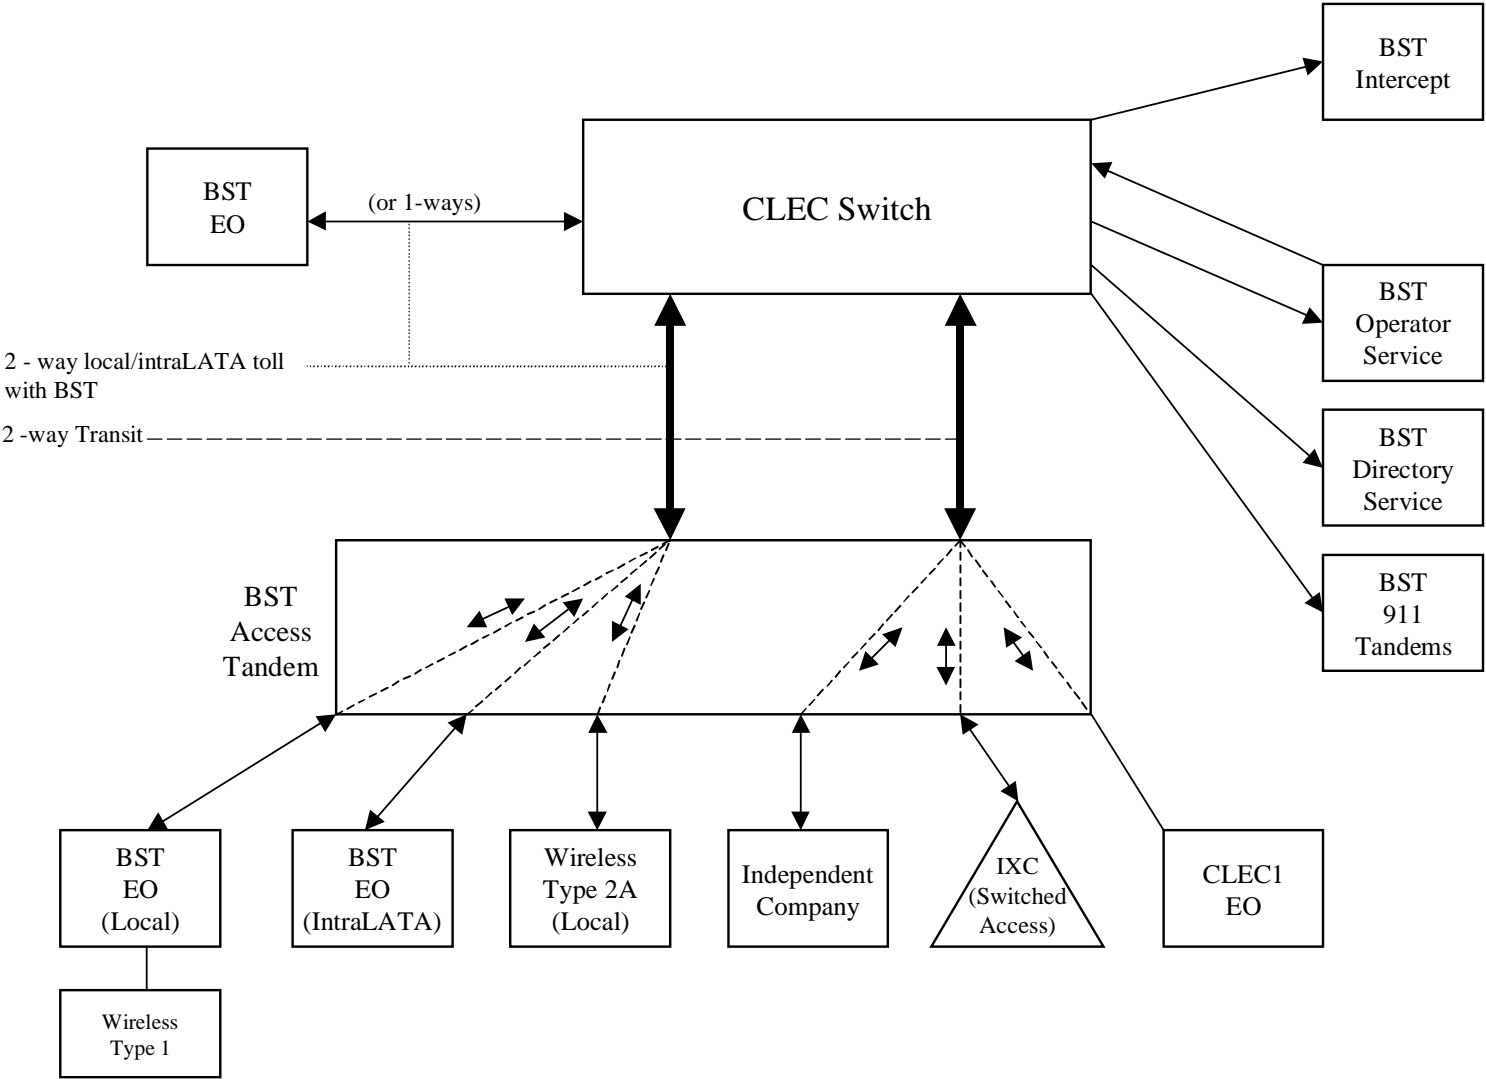 BST
Intercept
BST
EO
(or 1-ways)
CLEC Switch
BST
Operator
Service
2 - way local/intraLATA toll
with BST
2 -way Transit
BST
Directory
Service
BST
911
Tandems
BST
Access
Tandem
BST
EO
(Local)
BST
EO
(IntraLATA)
Wireless
Type 2A
(Local)
Independent
Company
IXC
(Switched
Access)
CLEC1
EO
Wireless
Type 1